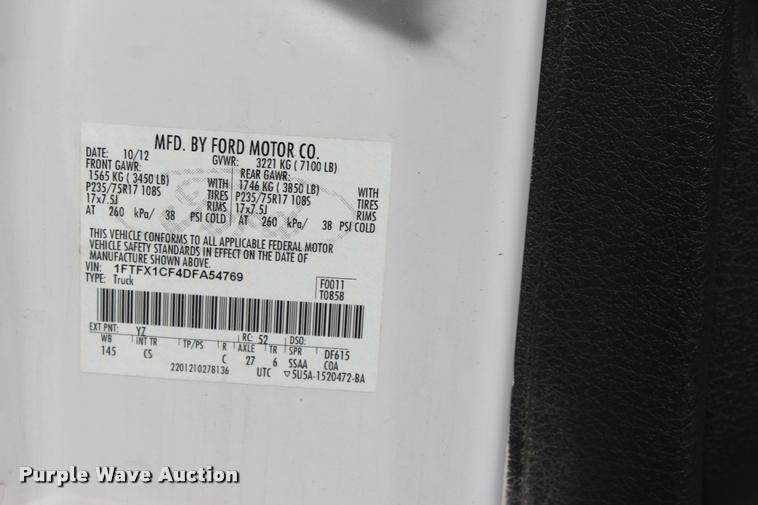 MFD. BY FORD MOTOR CO.
DATE: 10/12 GVWR: 3221 KG ( 7100 LB)
FRONT GAWR: REAR GAWR:
1565 KG ( 3450 LB) WITH 1746 KG ( 3850 LB) WITH
P235/75R17 108S TIRES P235/75R17 108S TIRES
17x7.5J RIMS 17x7.5J RIMS
AT 260 kPa/ 38 PSI COLD AT 260 kPa/ 38 PSI COLD
THIS VEHICLE CONFORMS TO ALL APPLICABLE FEDERAL MOTOR
VEHICLE SAFETY STANDARDS IN EFFECT ON THE DATE OF
MANUFACTURE SHOWN ABOVE.
VIN: 1FTFX1CF4DFA54769 F0011
TYPE: Truck T0858
EXT PNT: YZ RC: 52 DSO:
WB INT TR TP/PS R AXLE TR SPR DF615
145 CS C 27 6 SSAA COA
2201210278136 UTC ▽5U5A-1520472-BA
Purple Wave Auction